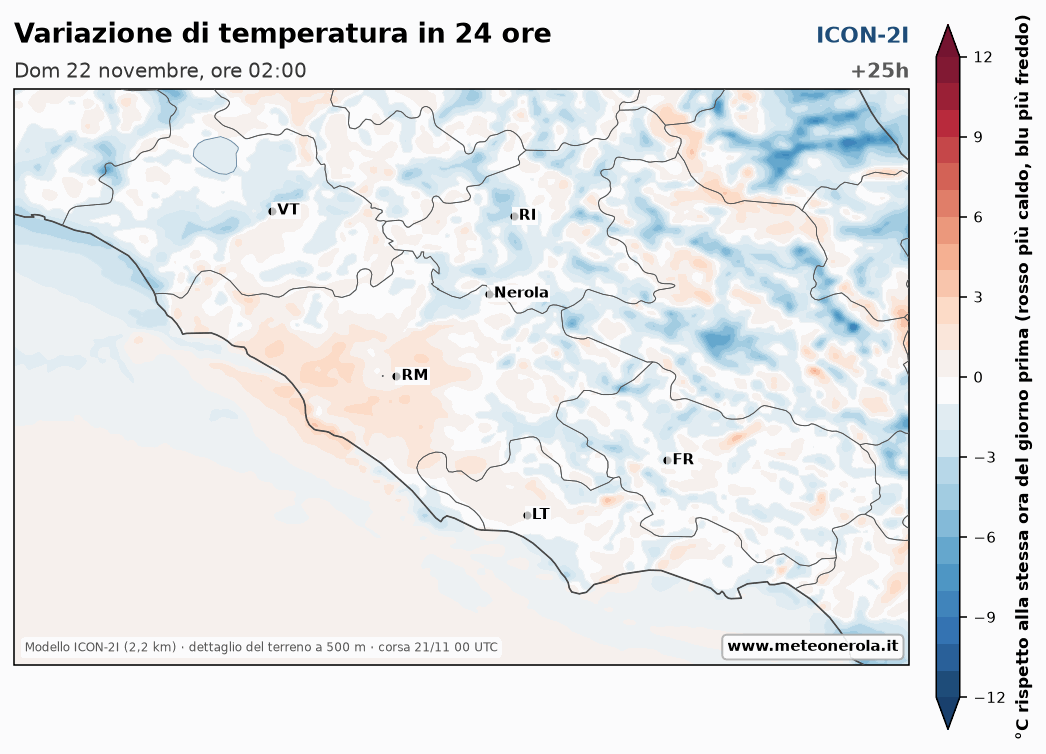 Variazione di temperatura in 24 ore
ICON-2I
Dom 22 novembre, ore 02:00
+25h
VT
RI
Nerola
RM
FR
LT
Modello ICON-2I (2,2 km) · dettaglio del terreno a 500 m · corsa 21/11 00 UTC
www.meteonerola.it
12
9
6
3
0
−3
−6
−9
−12
°C rispetto alla stessa ora del giorno prima (rosso più caldo, blu più freddo)